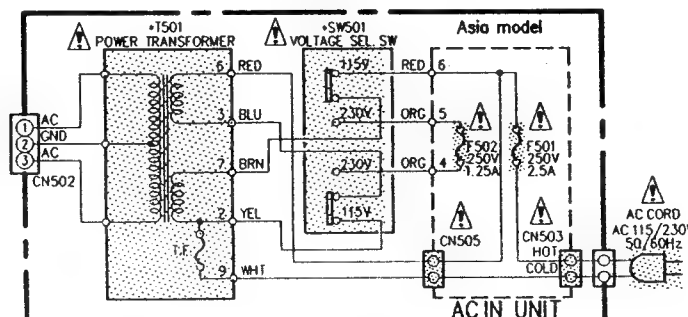 *T501
POWER TRANSFORMER
*SW501
VOLTAGE SEL SW
Asia model
6 RED
115V
RED 6
1 AC
2 GND
3 AC
CN502
3 BLU
230V
ORG 5
F502
250V
1.25A
F501
250V
2.5A
7 BRN
230V
ORG 4
2 YEL
115V
T.F
9 WHT
CN505
CN503
HOT
COLD
AC CORD
AC 115/230V
50/60Hz
AC IN UNIT